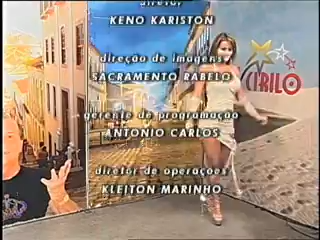 diretor
KENO KARISTON
direção de imagens
SACRAMENTO RABELO
CIRILO
gerente de programação
ANTONIO CARLOS
diretor de operações
KLEITON MARINHO